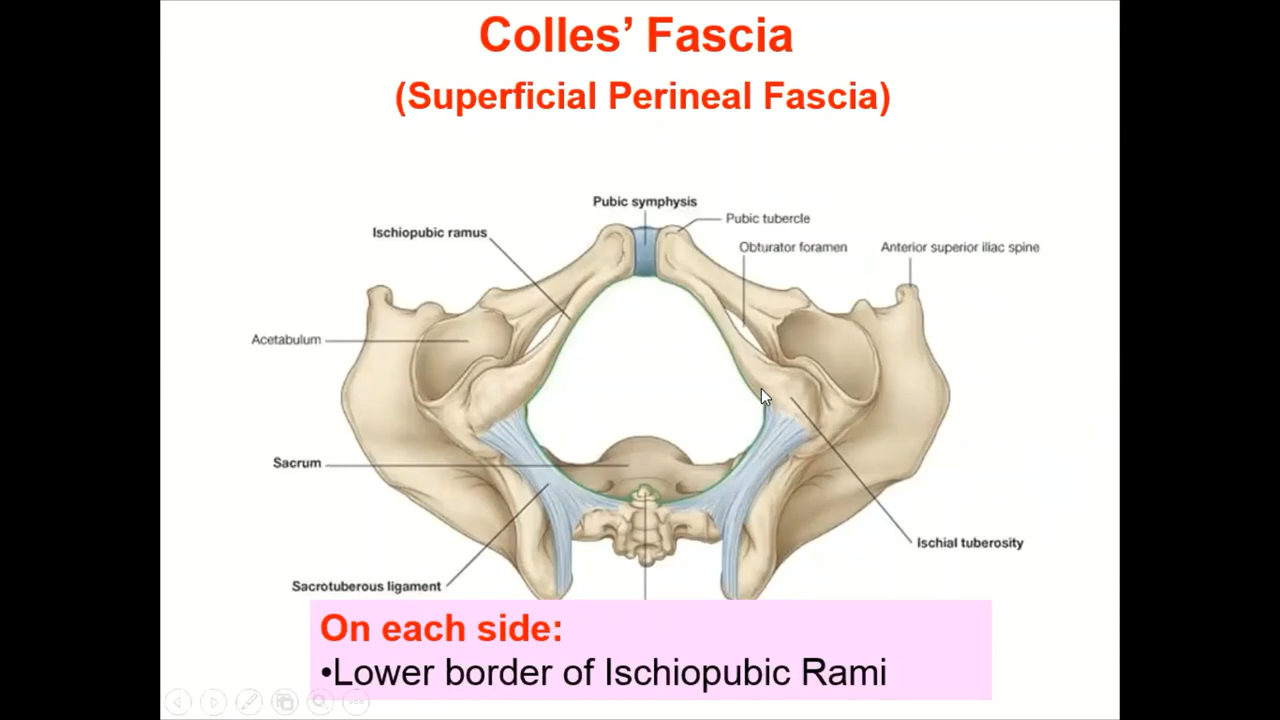 Colles’ Fascia
(Superficial Perineal Fascia)
Pubic symphysis
Pubic tubercle
Ischiopubic ramus
Obturator foramen
Anterior superior iliac spine
Acetabulum
Sacrum
Ischial tuberosity
Sacrotuberous ligament
On each side:
•Lower border of Ischiopubic Rami